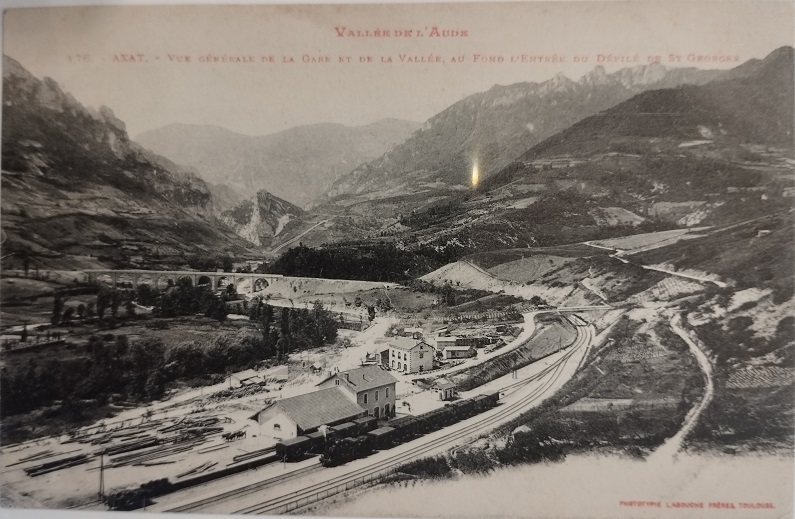 VALLÉE DE L'AUDE
176. AXAT. - VUE GÉNÉRALE DE LA GARE ET DE LA VALLÉE, AU FOND L'ENTRÉE DU DÉFILÉ DE ST GEORGES
PHOTOTYPIE LABOUCHE FRÈRES, TOULOUSE.